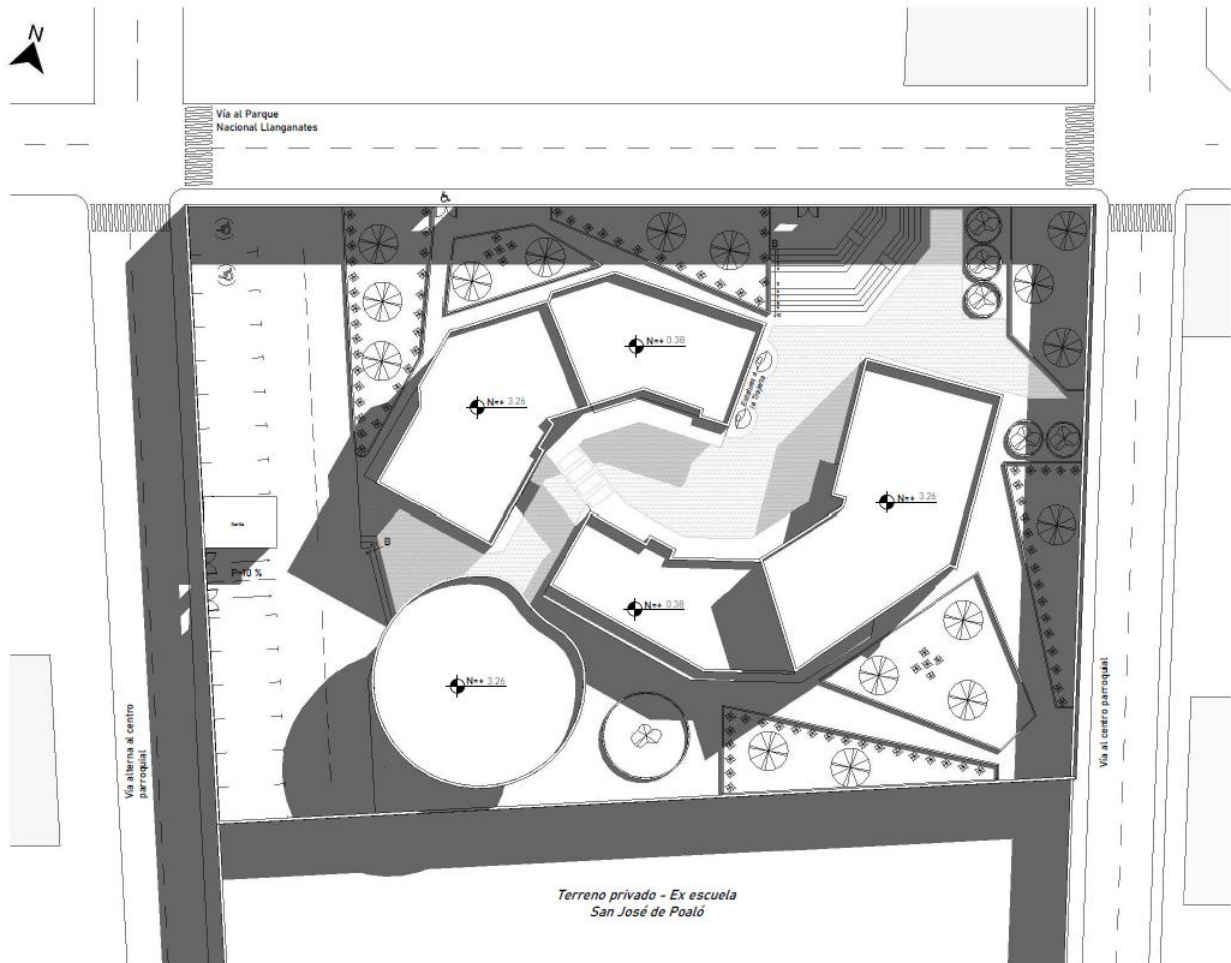 N
Vía al Parque
Nacional Llanganates
B
N=+ 0.38
N=+ 3.26
N=+ 3.26
B
P=10 %
N=+ 0.38
N=+ 3.26
Vía alterna al centro
parroquial
Vía al centro parroquial
Terreno privado - Ex escuela
San José de Poaló